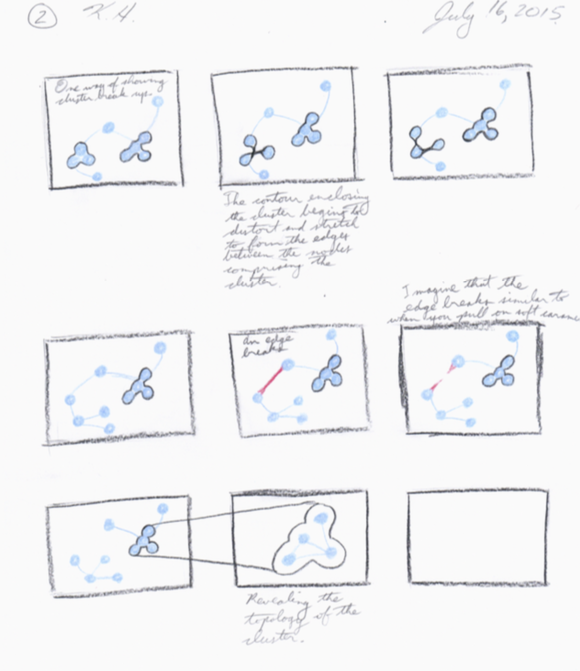 2
K.H.
July 16, 2015
One way of showing
cluster break up.
The contour enclosing
the cluster begins to
distort and stretch
to form the edges
between the nodes
comprising the
cluster.
I imagine that the
edge breaks similar to
when you pull on soft
an edge
breaks
Revealing the
topology of the
cluster.